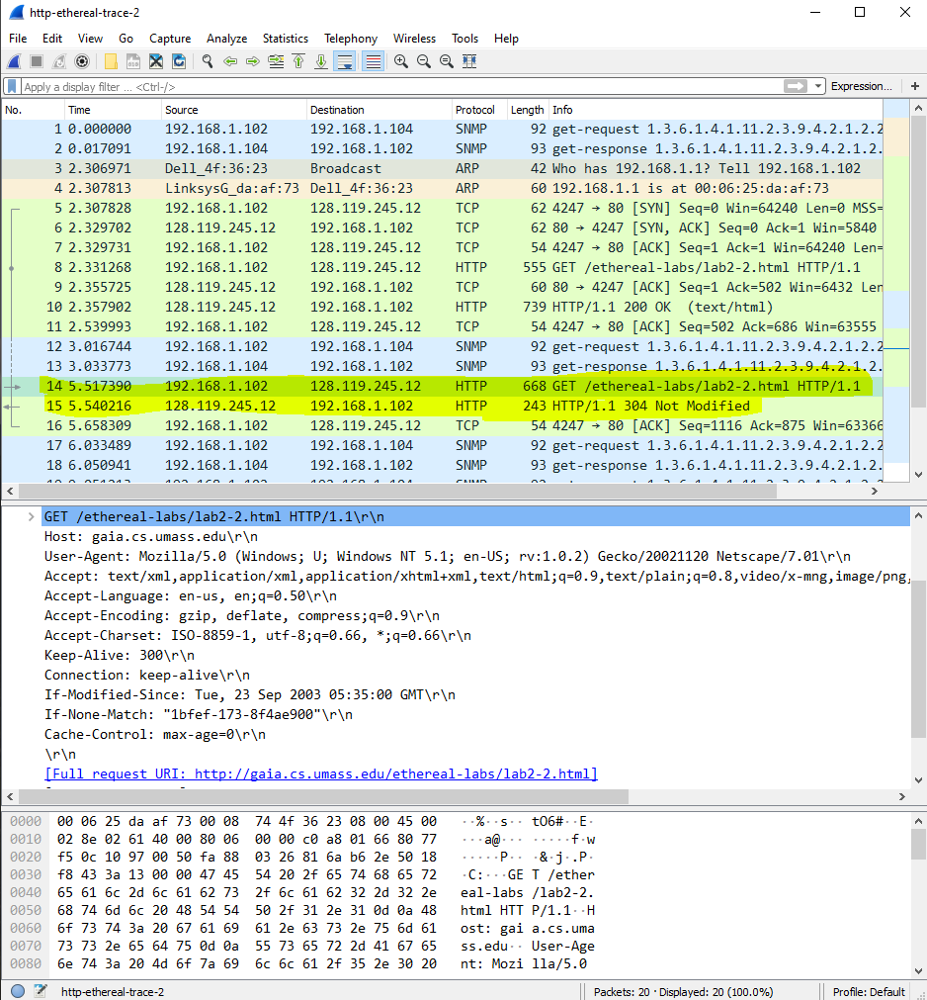 http-ethereal-trace-2
File Edit View Go Capture Analyze Statistics Telephony Wireless Tools Help
Apply a display filter ... <Ctrl-/> Expression... +
No. Time Source Destination Protocol Length Info
1 0.000000 192.168.1.102 192.168.1.104 SNMP 92 get-request 1.3.6.1.4.1.11.2.3.9.4.2.1.2.2
2 0.017091 192.168.1.104 192.168.1.102 SNMP 93 get-response 1.3.6.1.4.1.11.2.3.9.4.2.1.2.
3 2.306971 Dell_4f:36:23 Broadcast ARP 42 Who has 192.168.1.1? Tell 192.168.1.102
4 2.307813 LinksysG_da:af:73 Dell_4f:36:23 ARP 60 192.168.1.1 is at 00:06:25:da:af:73
5 2.307828 192.168.1.102 128.119.245.12 TCP 62 4247 → 80 [SYN] Seq=0 Win=64240 Len=0 MSS=
6 2.329702 128.119.245.12 192.168.1.102 TCP 62 80 → 4247 [SYN, ACK] Seq=0 Ack=1 Win=5840
7 2.329731 192.168.1.102 128.119.245.12 TCP 54 4247 → 80 [ACK] Seq=1 Ack=1 Win=64240 Len=
8 2.331268 192.168.1.102 128.119.245.12 HTTP 555 GET /ethereal-labs/lab2-2.html HTTP/1.1
9 2.355725 128.119.245.12 192.168.1.102 TCP 60 80 → 4247 [ACK] Seq=1 Ack=502 Win=6432 Len
10 2.357902 128.119.245.12 192.168.1.102 HTTP 739 HTTP/1.1 200 OK (text/html)
11 2.539993 192.168.1.102 128.119.245.12 TCP 54 4247 → 80 [ACK] Seq=502 Ack=686 Win=63555
12 3.016744 192.168.1.102 192.168.1.104 SNMP 92 get-request 1.3.6.1.4.1.11.2.3.9.4.2.1.2.2
13 3.033773 192.168.1.104 192.168.1.102 SNMP 93 get-response 1.3.6.1.4.1.11.2.3.9.4.2.1.2.
14 5.517390 192.168.1.102 128.119.245.12 HTTP 668 GET /ethereal-labs/lab2-2.html HTTP/1.1
15 5.540216 128.119.245.12 192.168.1.102 HTTP 243 HTTP/1.1 304 Not Modified
16 5.658309 192.168.1.102 128.119.245.12 TCP 54 4247 → 80 [ACK] Seq=1116 Ack=875 Win=63366
17 6.033489 192.168.1.102 192.168.1.104 SNMP 92 get-request 1.3.6.1.4.1.11.2.3.9.4.2.1.2.2
18 6.050941 192.168.1.104 192.168.1.102 SNMP 93 get-response 1.3.6.1.4.1.11.2.3.9.4.2.1.2.
GET /ethereal-labs/lab2-2.html HTTP/1.1\r\n
Host: gaia.cs.umass.edu\r\n
User-Agent: Mozilla/5.0 (Windows; U; Windows NT 5.1; en-US; rv:1.0.2) Gecko/20021120 Netscape/7.01\r\n
Accept: text/xml,application/xml,application/xhtml+xml,text/html;q=0.9,text/plain;q=0.8,video/x-mng,image/png,
Accept-Language: en-us, en;q=0.50\r\n
Accept-Encoding: gzip, deflate, compress;q=0.9\r\n
Accept-Charset: ISO-8859-1, utf-8;q=0.66, *;q=0.66\r\n
Keep-Alive: 300\r\n
Connection: keep-alive\r\n
If-Modified-Since: Tue, 23 Sep 2003 05:35:00 GMT\r\n
If-None-Match: "1bfef-173-8f4ae900"\r\n
Cache-Control: max-age=0\r\n
\r\n
[Full request URI: http://gaia.cs.umass.edu/ethereal-labs/lab2-2.html]
0000 00 06 25 da af 73 00 08 74 4f 36 23 08 00 45 00 ··%··s·· tO6#··E·
0010 02 8e 02 61 40 00 80 06 00 00 c0 a8 01 66 80 77 ···a@··· ·····f·w
0020 f5 0c 10 97 00 50 fa 88 03 26 81 6a b6 2e 50 18 ·····P·· ·&·j·.P·
0030 f8 43 3a 13 00 00 47 45 54 20 2f 65 74 68 65 72 ·C:···GE T /ether
0040 65 61 6c 2d 6c 61 62 73 2f 6c 61 62 32 2d 32 2e eal-labs /lab2-2.
0050 68 74 6d 6c 20 48 54 54 50 2f 31 2e 31 0d 0a 48 html HTT P/1.1··H
0060 6f 73 74 3a 20 67 61 69 61 2e 63 73 2e 75 6d 61 ost: gai a.cs.uma
0070 73 73 2e 65 64 75 0d 0a 55 73 65 72 2d 41 67 65 ss.edu·· User-Age
0080 6e 74 3a 20 4d 6f 7a 69 6c 6c 61 2f 35 2e 30 20 nt: Mozi lla/5.0
http-ethereal-trace-2 Packets: 20 · Displayed: 20 (100.0%) Profile: Default